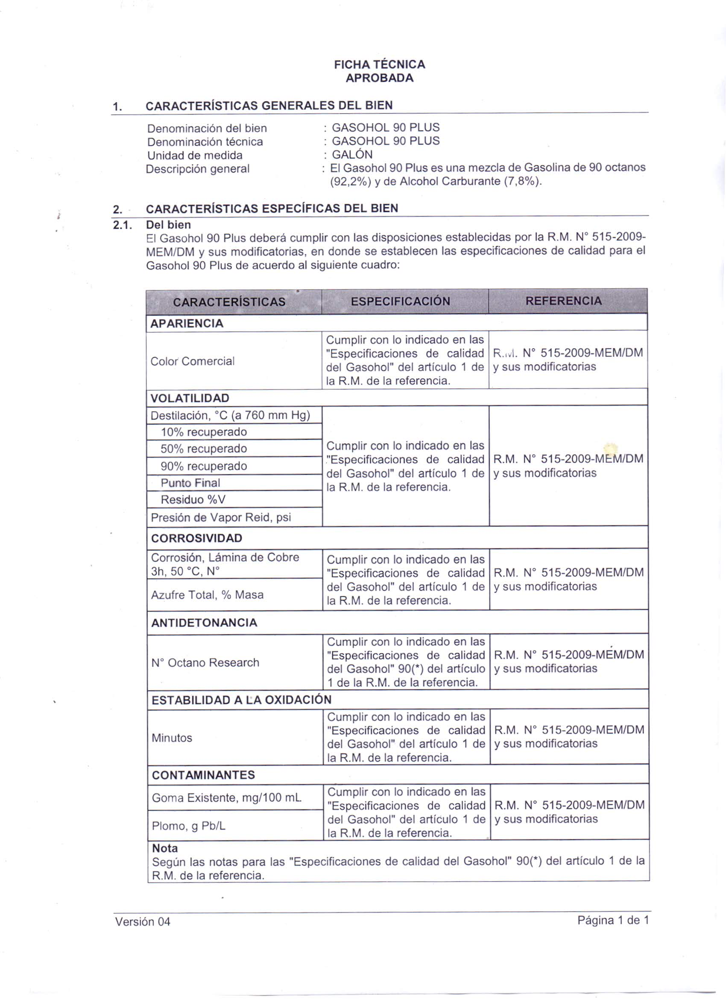 FICHA TÉCNICA
APROBADA
1. CARACTERÍSTICAS GENERALES DEL BIEN
Denominación del bien : GASOHOL 90 PLUS
Denominación técnica : GASOHOL 90 PLUS
Unidad de medida : GALÓN
Descripción general : El Gasohol 90 Plus es una mezcla de Gasolina de 90 octanos
(92,2%) y de Alcohol Carburante (7,8%).
2. CARACTERÍSTICAS ESPECÍFICAS DEL BIEN
2.1. Del bien
El Gasohol 90 Plus deberá cumplir con las disposiciones establecidas por la R.M. N° 515-2009-
MEM/DM y sus modificatorias, en donde se establecen las especificaciones de calidad para el
Gasohol 90 Plus de acuerdo al siguiente cuadro:
CARACTERÍSTICAS ESPECIFICACIÓN REFERENCIA
APARIENCIA
Color Comercial
Cumplir con lo indicado en las
"Especificaciones de calidad
del Gasohol" del artículo 1 de
la R.M. de la referencia.
R.M. N° 515-2009-MEM/DM
y sus modificatorias
VOLATILIDAD
Destilación, °C (a 760 mm Hg)
10% recuperado
50% recuperado
90% recuperado
Punto Final
Residuo %V
Presión de Vapor Reid, psi
Cumplir con lo indicado en las
"Especificaciones de calidad
del Gasohol" del artículo 1 de
la R.M. de la referencia.
R.M. N° 515-2009-MEM/DM
y sus modificatorias
CORROSIVIDAD
Corrosión, Lámina de Cobre
3h, 50 °C, N°
Azufre Total, % Masa
Cumplir con lo indicado en las
"Especificaciones de calidad
del Gasohol" del artículo 1 de
la R.M. de la referencia.
R.M. N° 515-2009-MEM/DM
y sus modificatorias
ANTIDETONANCIA
N° Octano Research
Cumplir con lo indicado en las
"Especificaciones de calidad
del Gasohol" 90(*) del artículo
1 de la R.M. de la referencia.
R.M. N° 515-2009-MEM/DM
y sus modificatorias
ESTABILIDAD A LA OXIDACIÓN
Minutos
Cumplir con lo indicado en las
"Especificaciones de calidad
del Gasohol" del artículo 1 de
la R.M. de la referencia.
R.M. N° 515-2009-MEM/DM
y sus modificatorias
CONTAMINANTES
Goma Existente, mg/100 mL
Plomo, g Pb/L
Cumplir con lo indicado en las
"Especificaciones de calidad
del Gasohol" del artículo 1 de
la R.M. de la referencia.
R.M. N° 515-2009-MEM/DM
y sus modificatorias
Nota
Según las notas para las "Especificaciones de calidad del Gasohol" 90(*) del artículo 1 de la
R.M. de la referencia.
Versión 04 Página 1 de 1